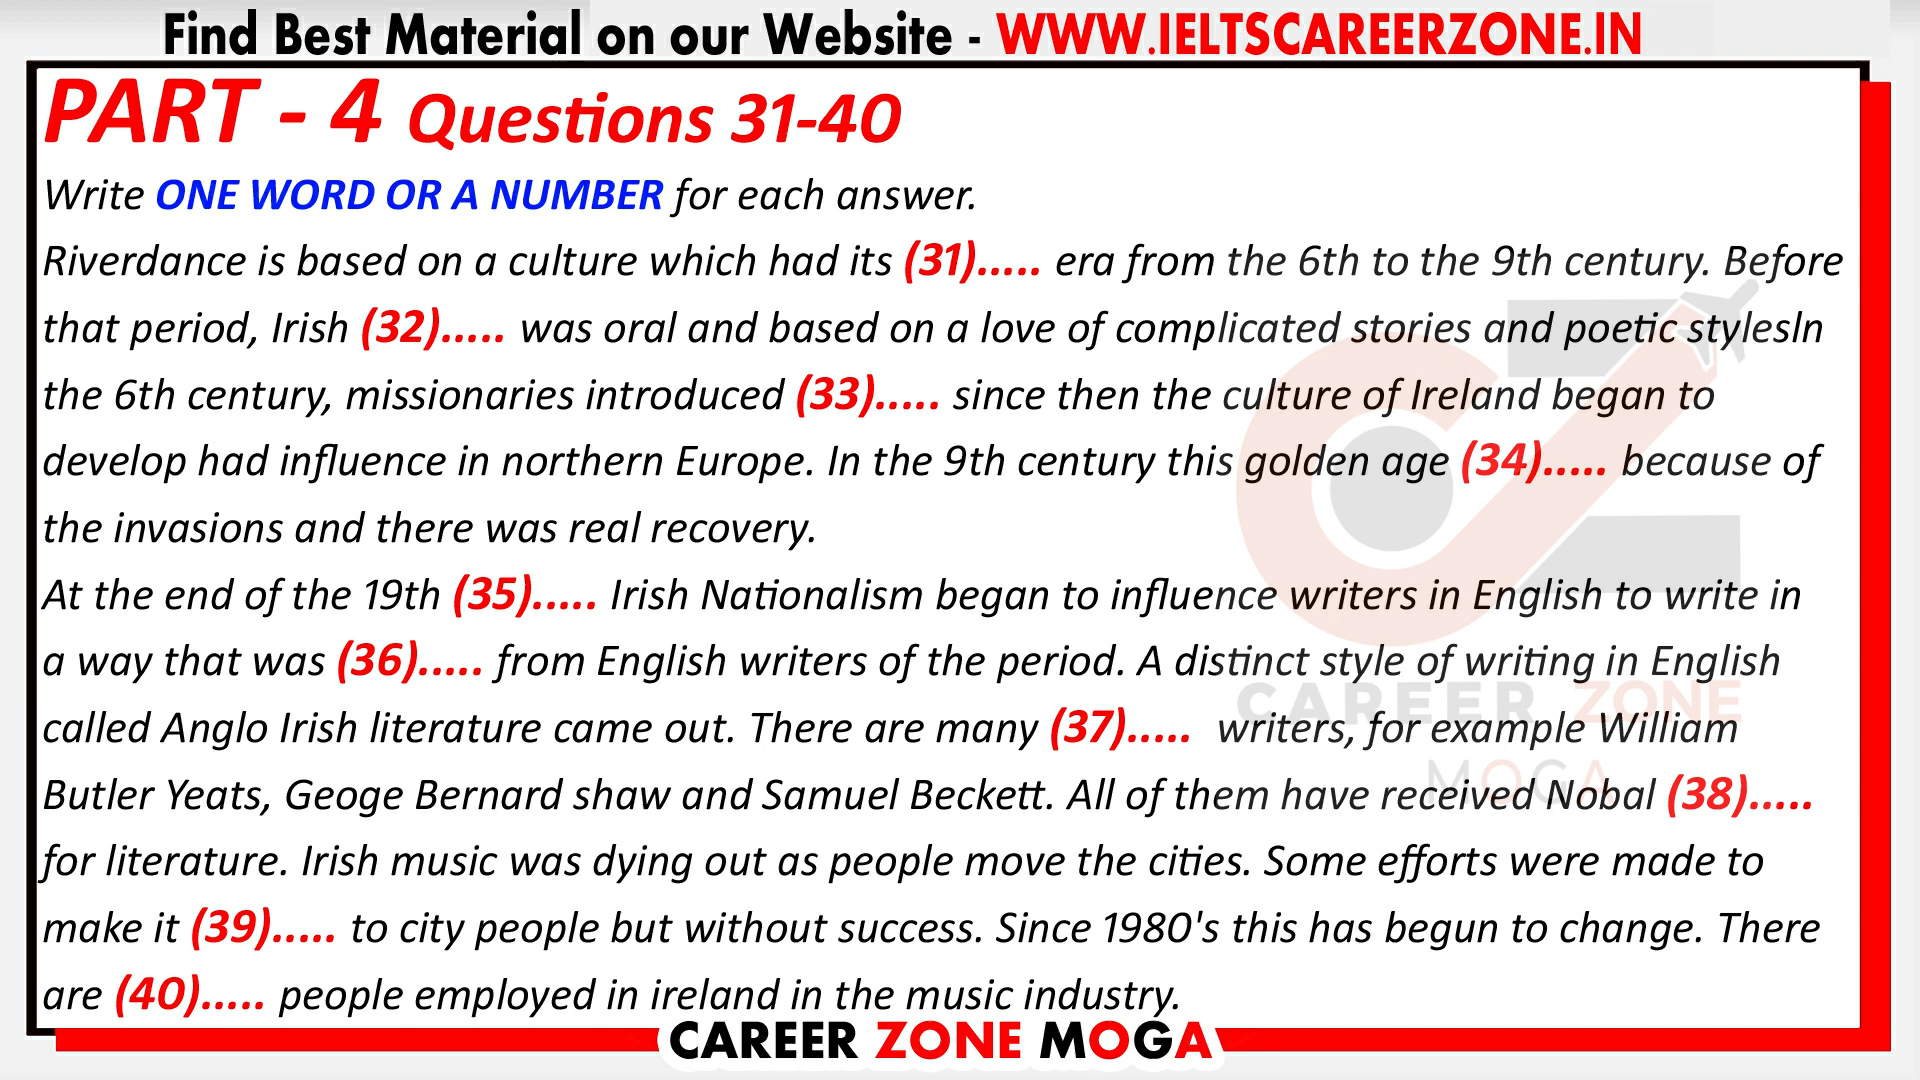 Find Best Material on our Website - WWW.IELTSCAREERZONE.IN
PART - 4 Questions 31-40
Write ONE WORD OR A NUMBER for each answer.
Riverdance is based on a culture which had its (31)..... era from the 6th to the 9th century. Before
that period, Irish (32)..... was oral and based on a love of complicated stories and poetic stylesIn
the 6th century, missionaries introduced (33)..... since then the culture of Ireland began to
develop had influence in northern Europe. In the 9th century this golden age (34)..... because of
the invasions and there was real recovery.
At the end of the 19th (35)..... Irish Nationalism began to influence writers in English to write in
a way that was (36)..... from English writers of the period. A distinct style of writing in English
CAREER ZONE
called Anglo Irish literature came out. There are many (37)..... writers, for example William
MOGA
Butler Yeats, Geoge Bernard shaw and Samuel Beckett. All of them have received Nobal (38).....
for literature. Irish music was dying out as people move the cities. Some efforts were made to
make it (39)..... to city people but without success. Since 1980's this has begun to change. There
are (40)..... people employed in ireland in the music industry.
CAREER ZONE MOGA